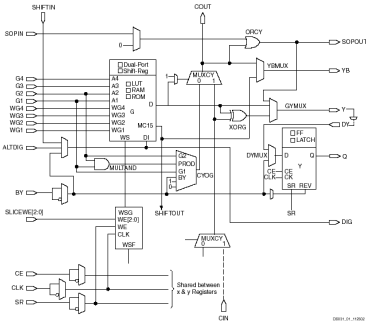 SHIFTIN
COUT
SOPIN
0
ORCY
SOPOUT
Dual-Port
Shift-Reg
YBMUX
YB
MUXCY
0 1
1
G4
A4
LUT
G3
A3
RAM
G2
A2
ROM
G1
A1
WG4
WG4
G
D
GYMUX
Y
WG3
WG3
MC15
WG2
WG2
XORG
DY
WG1
WG1
WS
DI
FF
LATCH
ALTDIG
DYMUX
D
Q
Q
Y
MULTAND
G2
PROD
G1
BY
1
0
CYOG
CE
CE
CLK
CK
SR REV
BY
SR
SLICEWE[2:0]
WSG
WE[2:0]
WE
CLK
WSF
SHIFTOUT
DIG
MUXCY
0 1
CE
CLK
SR
Shared between
x & y Registers
CIN